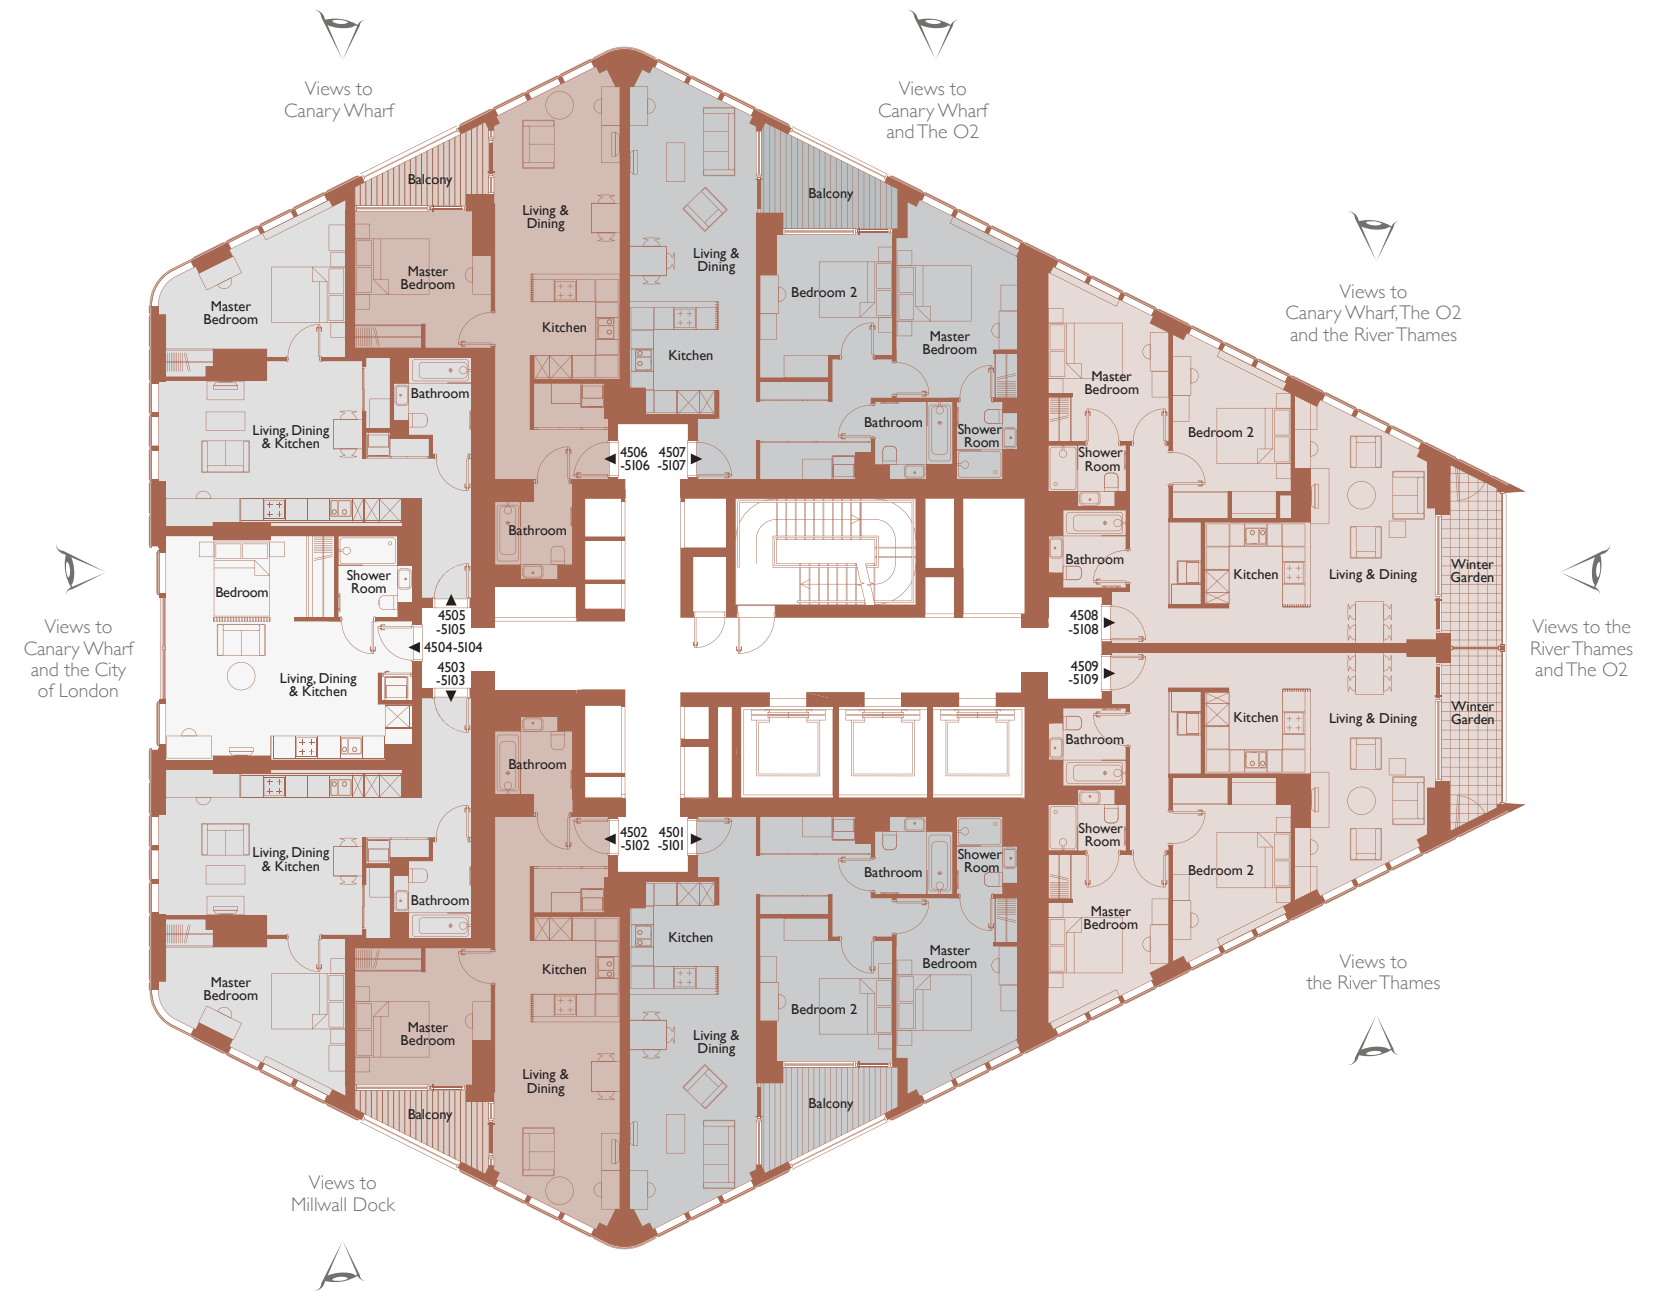 Views to
Canary Wharf
Views to
Canary Wharf
and The O2
Views to
Canary Wharf, The O2
and the River Thames
Views to
Canary Wharf
and the City
of London
Views to the
River Thames
and The O2
Views to
the River Thames
Views to
Millwall Dock
Balcony
Living &
Dining
Master
Bedroom
Kitchen
Bathroom
4506
-5106
Living &
Dining
Balcony
Kitchen
Bedroom 2
Master
Bedroom
Bathroom
Shower
Room
4507
-5107
Master
Bedroom
Living, Dining
& Kitchen
Bathroom
4505
-5105
Bedroom
Shower
Room
Living, Dining
& Kitchen
4504-5104
4503
-5103
Living, Dining
& Kitchen
Bathroom
Master
Bedroom
Master
Bedroom
Bedroom 2
Shower
Room
Bathroom
Kitchen
Living & Dining
Winter
Garden
4508
-5108
4509
-5109
Kitchen
Living & Dining
Winter
Garden
Bathroom
Shower
Room
Bedroom 2
Master
Bedroom
Bathroom
4502
-5102
Kitchen
Master
Bedroom
Living &
Dining
Balcony
4501
-5101
Bathroom
Shower
Room
Kitchen
Master
Bedroom
Bedroom 2
Living &
Dining
Balcony